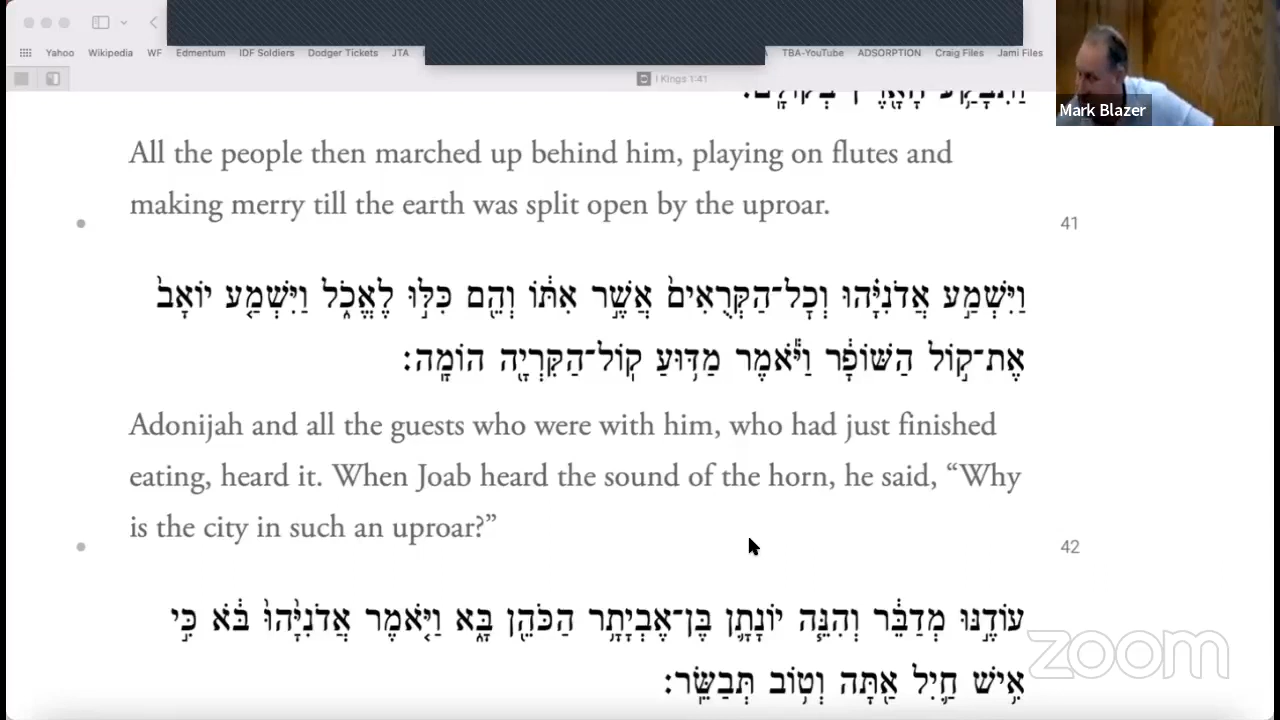 Yahoo Wikipedia WF Edmentum IDF Soldiers Dodger Tickets JTA TBA-YouTube ADSORPTION Craig Files Jami Files
I Kings 1:41
Mark Blazer
All the people then marched up behind him, playing on flutes and
making merry till the earth was split open by the uproar.
41
וַיִּשְׁמַ֣ע אֲדֹנִיָּ֗הוּ וְכׇל־הַקְּרֻאִים֙ אֲשֶׁ֣ר אִתּ֔וֹ וְהֵ֖ם כִּלּ֣וּ לֶאֱכֹ֑ל וַיִּשְׁמַ֤ע יוֹאָב֙
אֶת־ק֣וֹל הַשּׁוֹפָ֔ר וַיֹּ֕אמֶר מַדּ֥וּעַ קֽוֹל־הַקִּרְיָ֖ה הוֹמָֽה׃
Adonijah and all the guests who were with him, who had just finished
eating, heard it. When Joab heard the sound of the horn, he said, “Why
is the city in such an uproar?”
42
עוֹדֶ֣נּוּ מְדַבֵּ֔ר וְהִנֵּ֧ה יוֹנָתָ֛ן בֶּן־אֶבְיָתָ֥ר הַכֹּהֵ֖ן בָּ֑א וַיֹּ֤אמֶר אֲדֹנִיָּ֙הוּ֙ בֹּ֔א כִּ֣י
אִ֥ישׁ חַ֛יִל אַ֖תָּה וְט֥וֹב תְּבַשֵּֽׂר׃
zoom